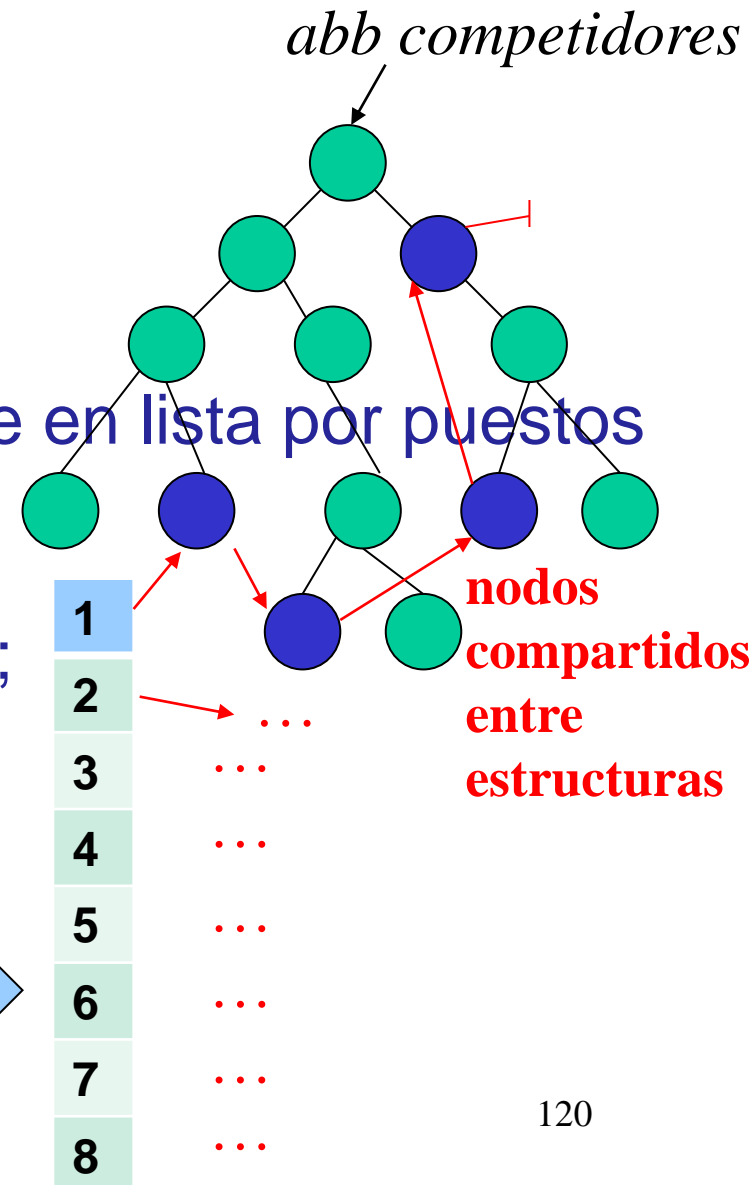 abb competidores
e en lista por puestos
nodos
compartidos
entre
estructuras
;
1
2 ...
3 ...
4 ...
5 ...
6 ...
7 ...
8 ...
120